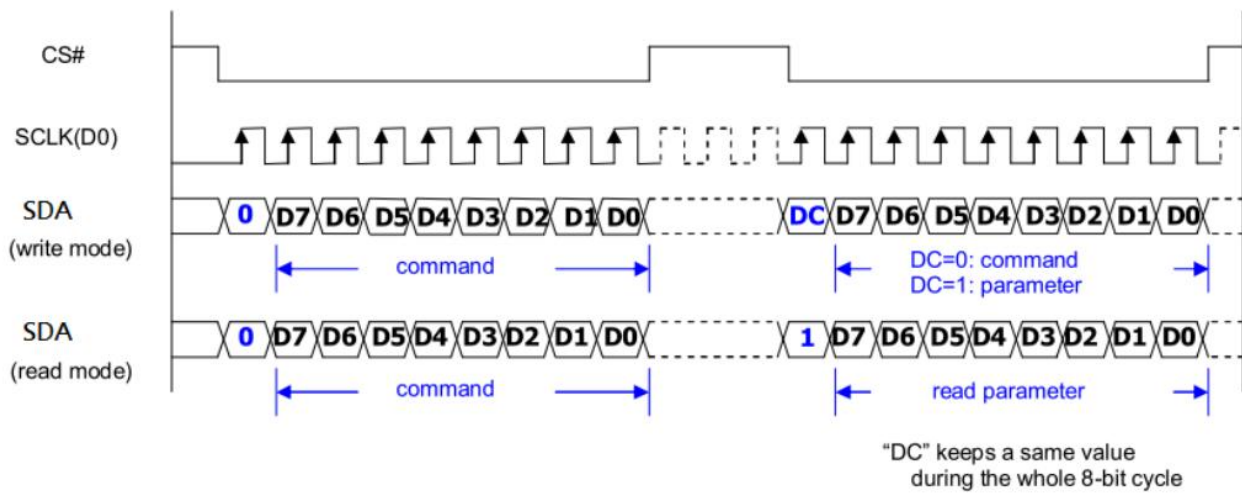 CS#
SCLK(D0)
SDA
(write mode)
0 D7 D6 D5 D4 D3 D2 D1 D0 DC D7 D6 D5 D4 D3 D2 D1 D0
command
DC=0: command
DC=1: parameter
SDA
(read mode)
0 D7 D6 D5 D4 D3 D2 D1 D0 1 D7 D6 D5 D4 D3 D2 D1 D0
command
read parameter
“DC” keeps a same value
during the whole 8-bit cycle